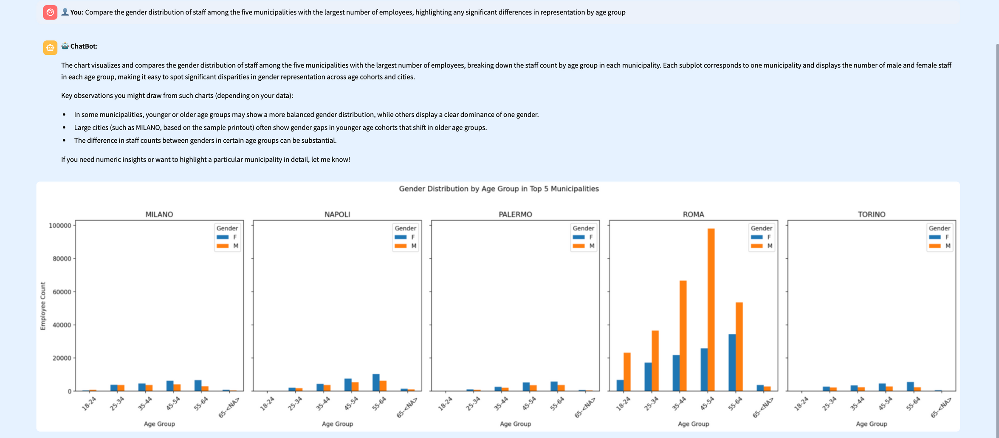 You: Compare the gender distribution of staff among the five municipalities with the largest number of employees, highlighting any significant differences in representation by age group
ChatBot:
The chart visualizes and compares the gender distribution of staff among the five municipalities with the largest number of employees, breaking down the staff count by age group in each municipality. Each subplot corresponds to one municipality and displays the number of male and female staff
in each age group, making it easy to spot significant disparities in gender representation across age cohorts and cities.
Key observations you might draw from such charts (depending on your data):
• In some municipalities, younger or older age groups may show a more balanced gender distribution, while others display a clear dominance of one gender.
• Large cities (such as MILANO, based on the sample printout) often show gender gaps in younger age cohorts that shift in older age groups.
• The difference in staff counts between genders in certain age groups can be substantial.
If you need numeric insights or want to highlight a particular municipality in detail, let me know!
Gender Distribution by Age Group in Top 5 Municipalities
Employee Count
100000
80000
60000
40000
20000
0
MILANO
Gender
F
M
18-24
25-34
35-44
45-54
55-64
65-<NA>
Age Group
NAPOLI
Gender
F
M
18-24
25-34
35-44
45-54
55-64
65-<NA>
Age Group
PALERMO
Gender
F
M
18-24
25-34
35-44
45-54
55-64
65-<NA>
Age Group
ROMA
Gender
F
M
18-24
25-34
35-44
45-54
55-64
65-<NA>
Age Group
TORINO
Gender
F
M
18-24
25-34
35-44
45-54
55-64
65-<NA>
Age Group